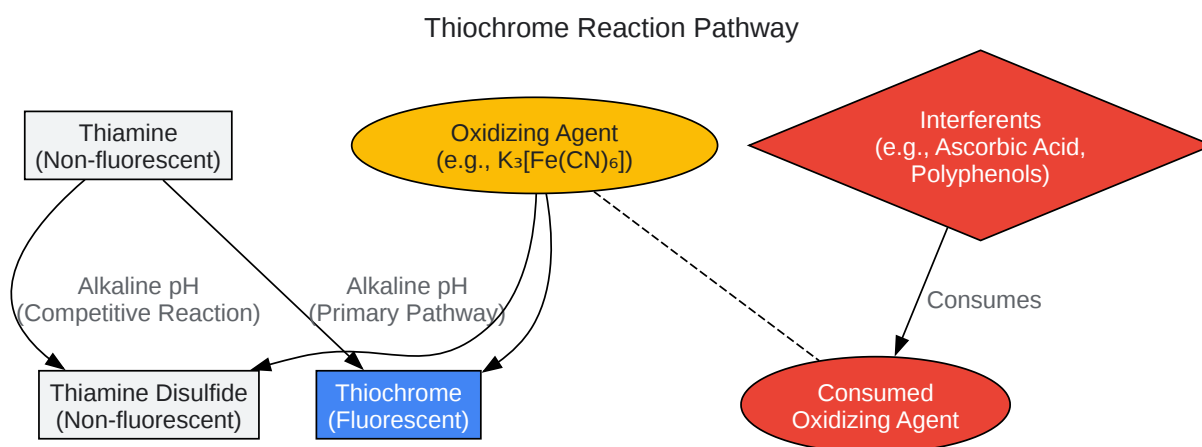 Thiochrome Reaction Pathway
Thiamine
(Non-fluorescent)
Oxidizing Agent
(e.g., K₃[Fe(CN)₆])
Interferents
(e.g., Ascorbic Acid,
Polyphenols)
Alkaline pH
(Competitive Reaction)
Alkaline pH
(Primary Pathway)
Consumes
Thiamine Disulfide
(Non-fluorescent)
Thiochrome
(Fluorescent)
Consumed
Oxidizing Agent